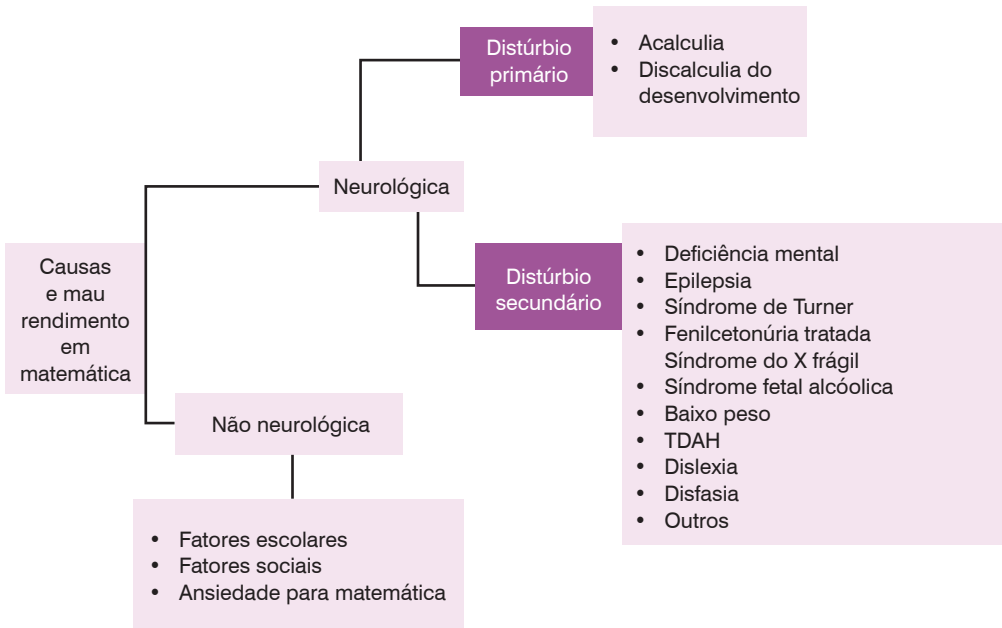 Causas
e mau
rendimento
em
matemática
Neurológica
Distúrbio
primário
• Acalculia
• Discalculia do
desenvolvimento
Distúrbio
secundário
• Deficiência mental
• Epilepsia
• Síndrome de Turner
• Fenilcetonúria tratada
Síndrome do X frágil
• Síndrome fetal alcóolica
• Baixo peso
• TDAH
• Dislexia
• Disfasia
• Outros
Não neurológica
• Fatores escolares
• Fatores sociais
• Ansiedade para matemática